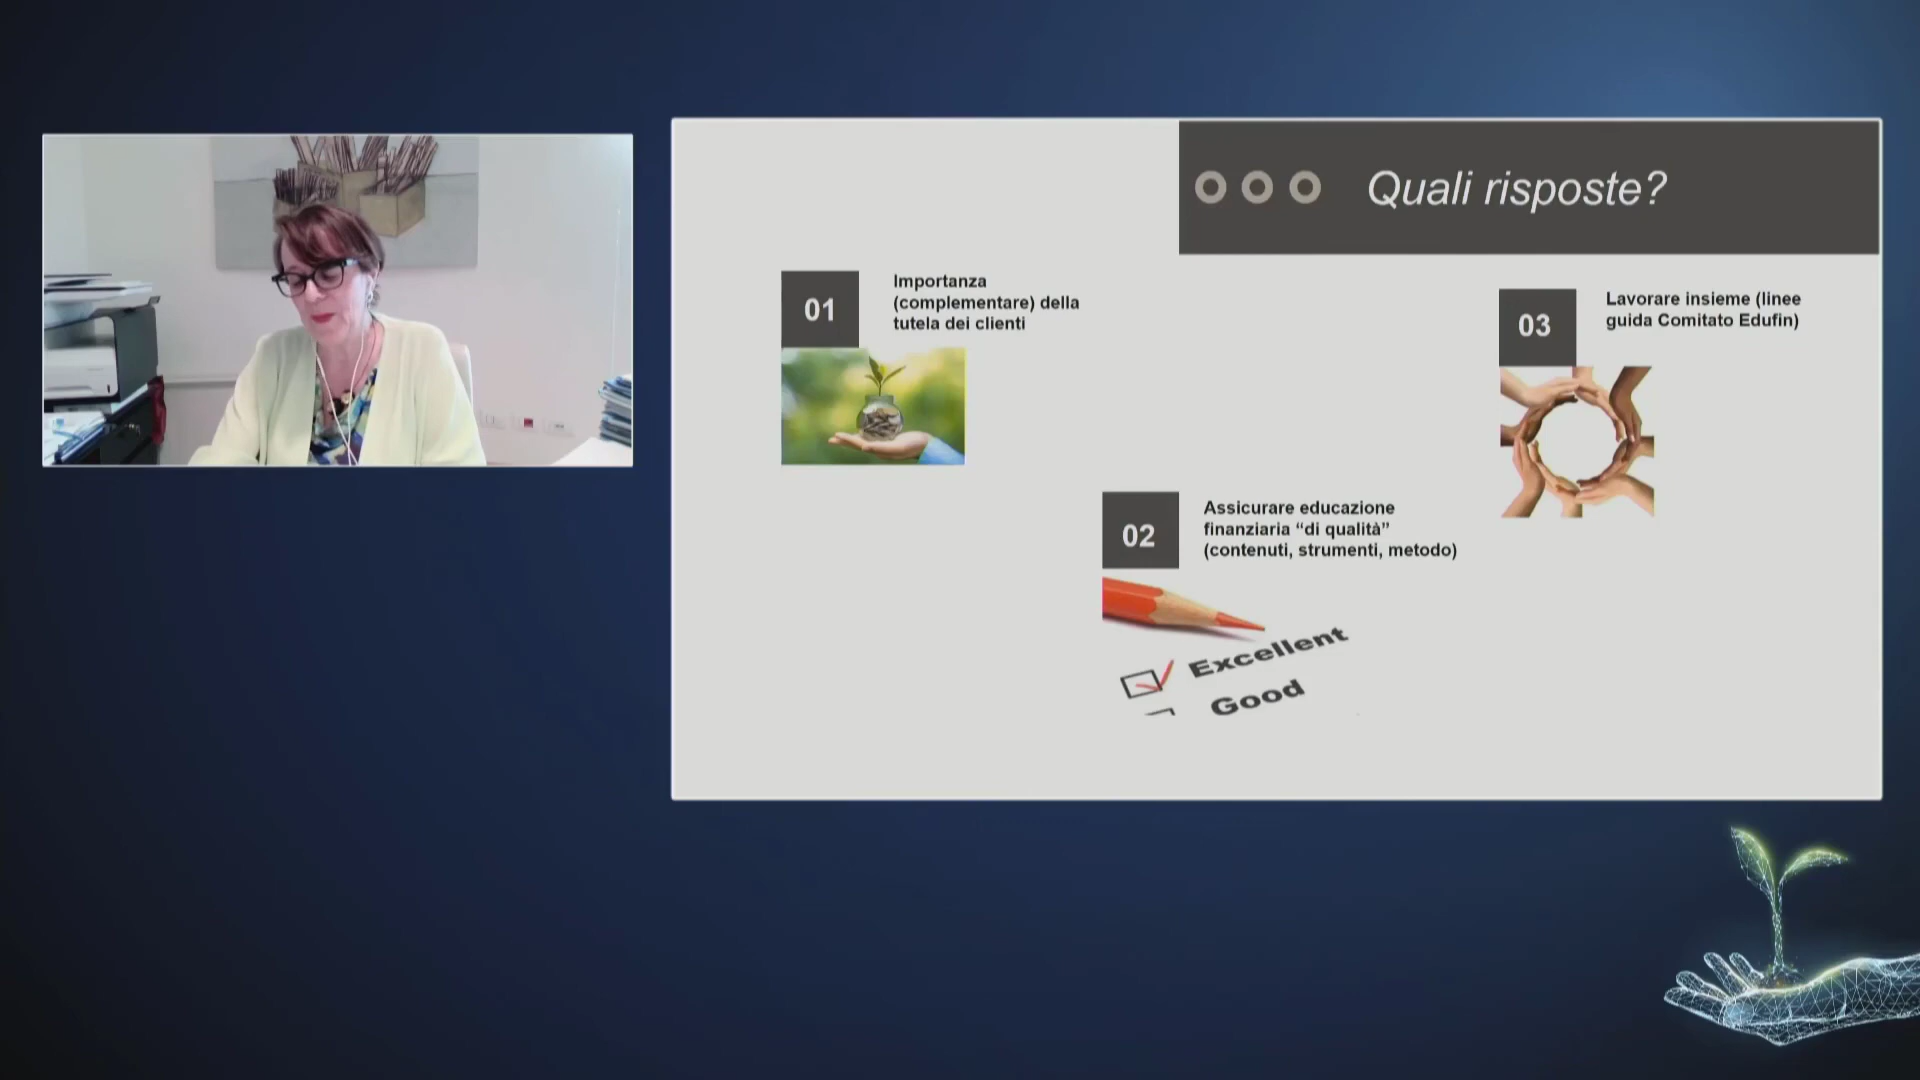 Quali risposte?
01
Importanza
(complementare) della
tutela dei clienti
02
Assicurare educazione
finanziaria “di qualità”
(contenuti, strumenti, metodo)
Excellent
Good
03
Lavorare insieme (linee
guida Comitato Edufin)